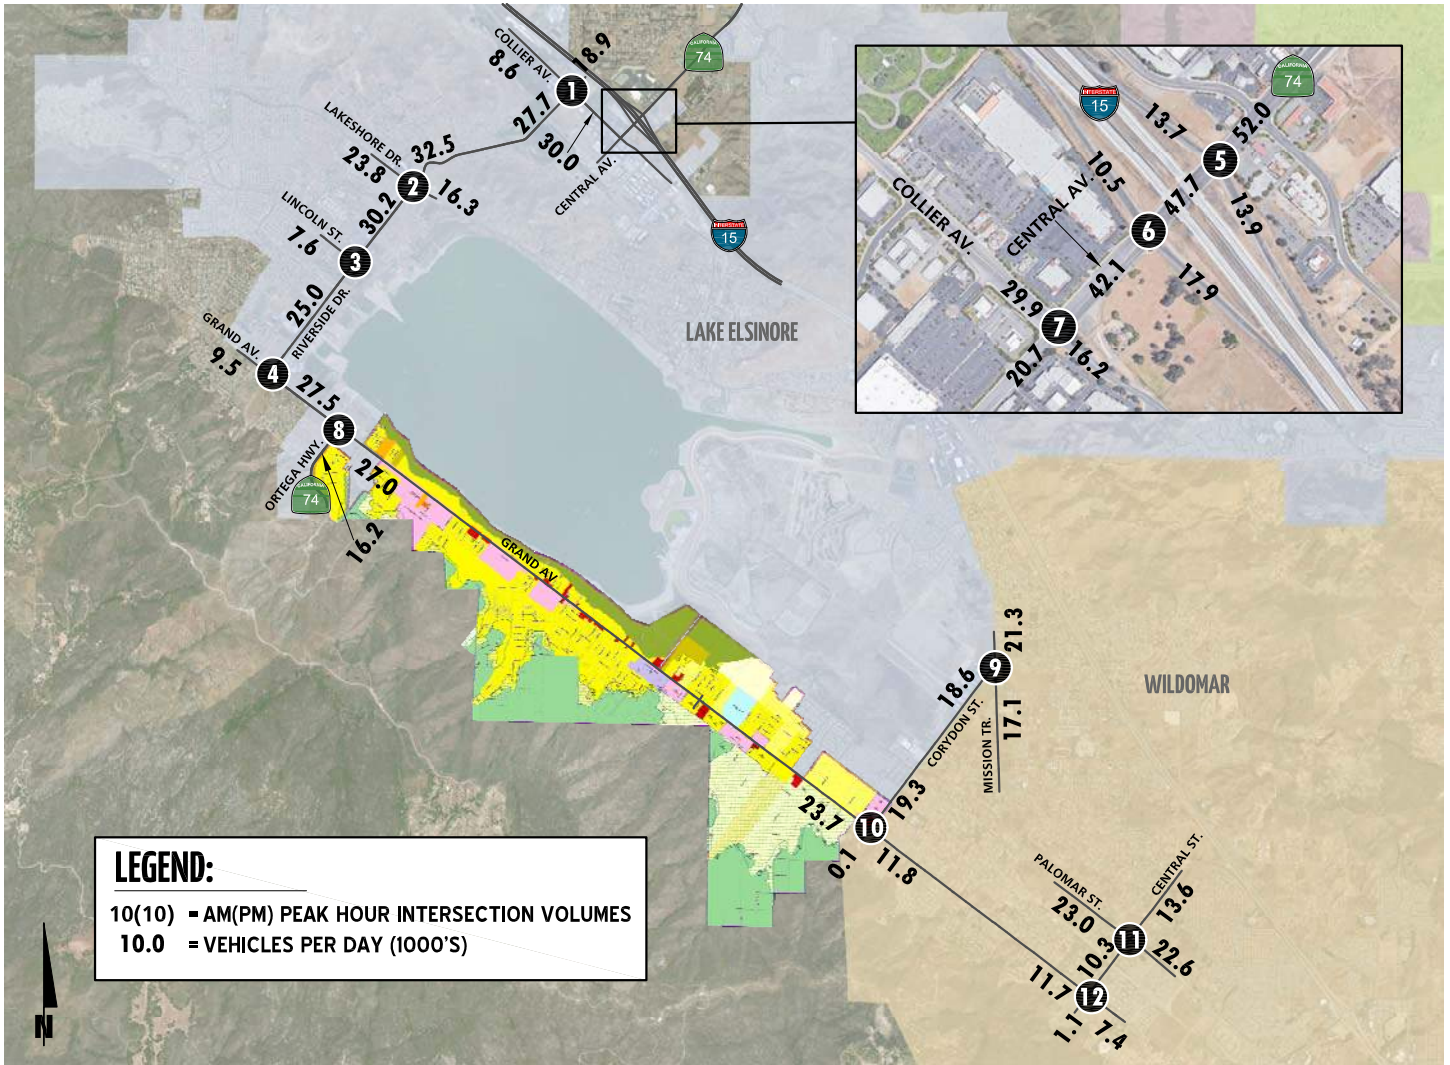 COLLIER AV.
8.6
18.9
1
27.7
30.0
CENTRAL AV.
CALIFORNIA
74
LAKESHORE DR.
23.8
32.5
2
16.3
30.2
LINCOLN ST.
7.6
3
25.0
RIVERSIDE DR.
GRAND AV.
9.5
4
27.5
8
ORTEGA HWY.
CALIFORNIA
74
27.0
16.2
GRAND AV.
INTERSTATE
15
LAKE ELSINORE
INTERSTATE
15
CALIFORNIA
74
13.7
52.0
5
10.5
47.7
13.9
COLLIER AV.
CENTRAL AV.
6
42.1
17.9
29.9
7
20.7
16.2
21.3
9
18.6
17.1
CORYDON ST.
MISSION TR.
WILDOMAR
19.3
23.7
10
0.1
11.8
PALOMAR ST.
CENTRAL ST.
23.0
13.6
11
10.3
22.6
11.7
12
1.1
7.4
LEGEND:
10(10) = AM(PM) PEAK HOUR INTERSECTION VOLUMES
10.0 = VEHICLES PER DAY (1000'S)
N